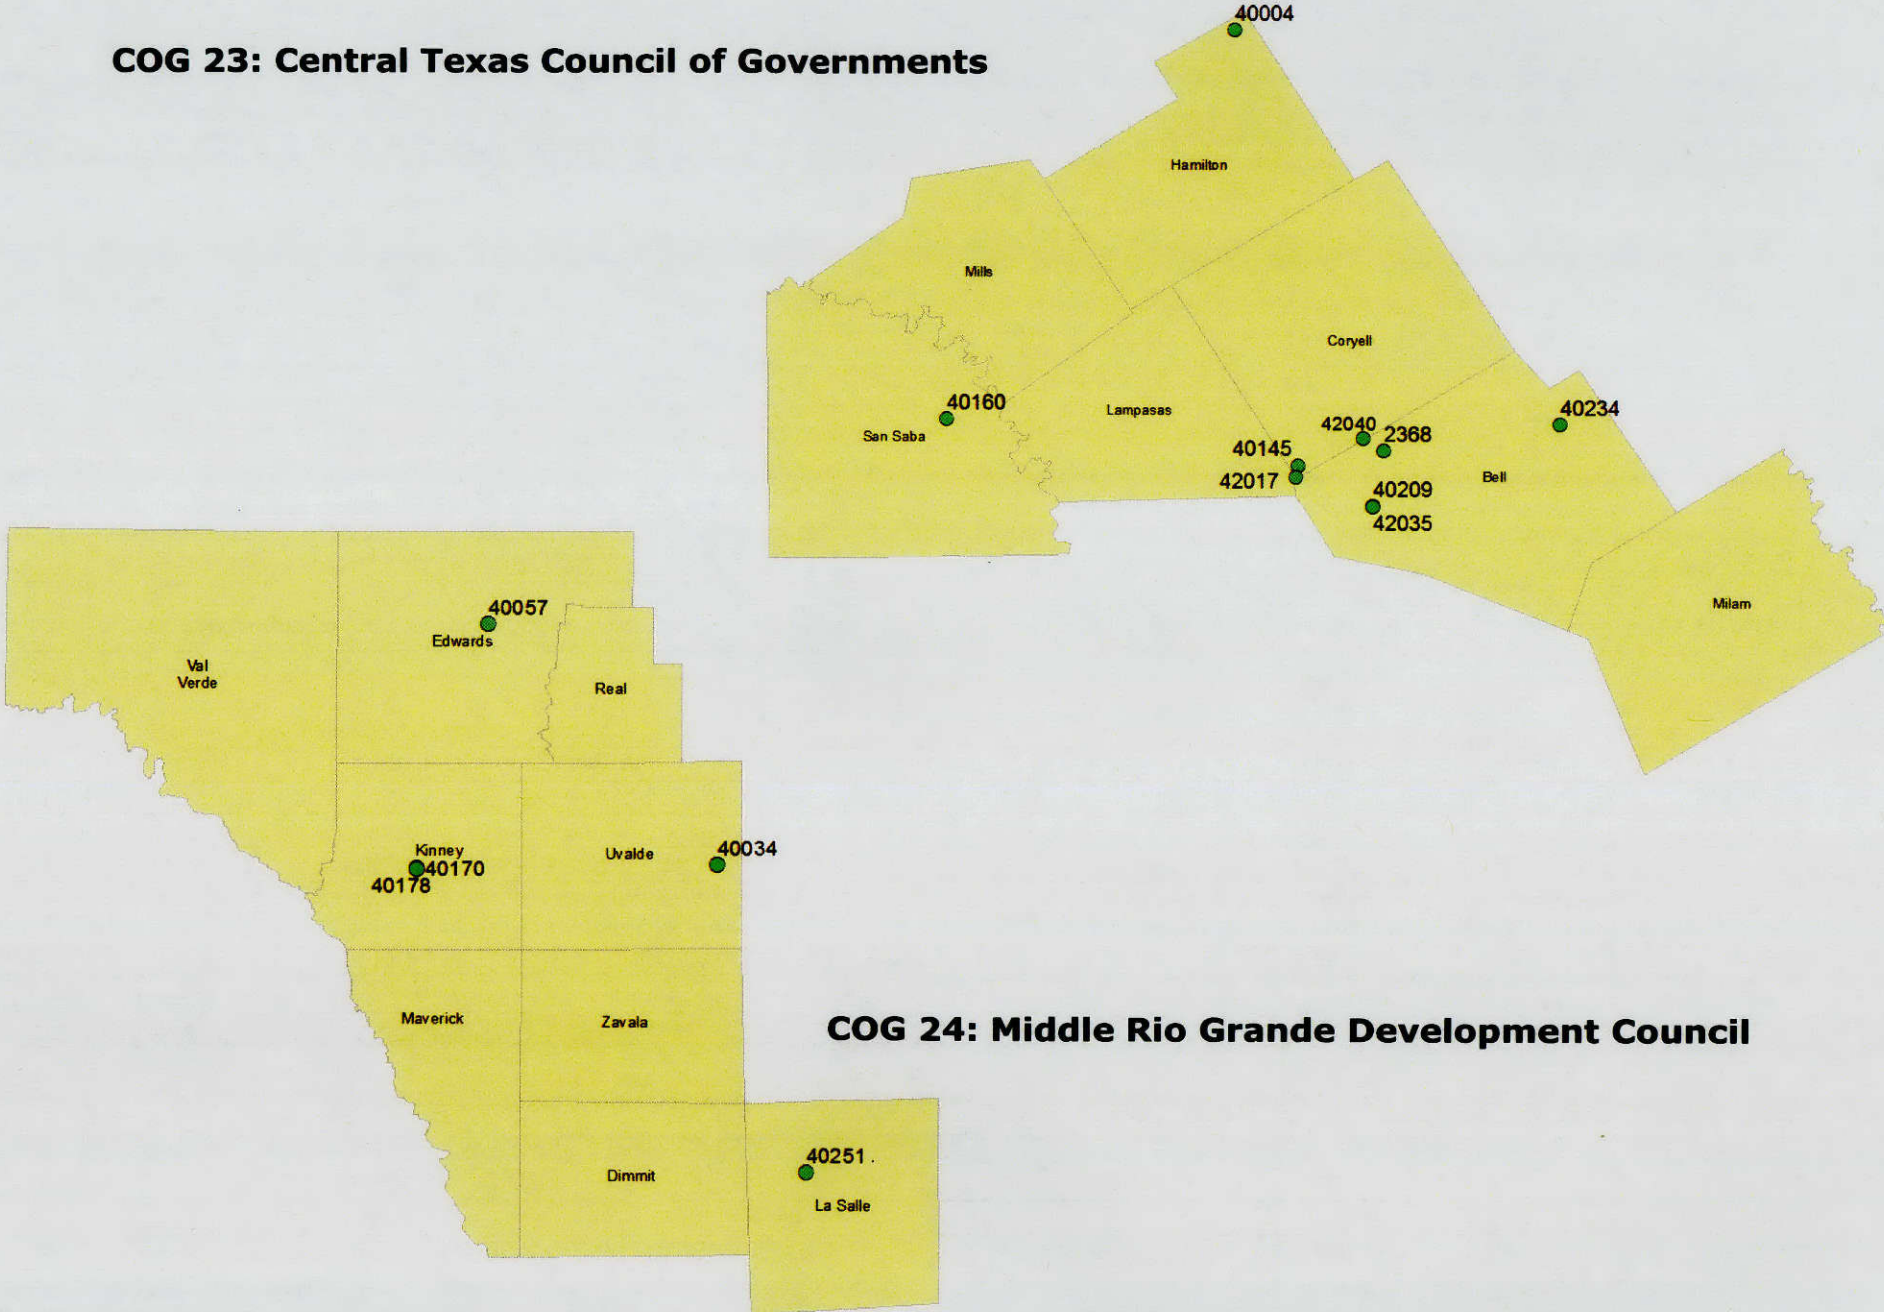 COG 23: Central Texas Council of Governments
40004
Hamilton
Mills
Coryell
40160
San Saba
Lampasas
40234
42040
2368
40145
42017
Bell
40209
42035
Milam
40057
Edwards
Val
Verde
Real
Kinney
40170
40178
Uvalde
40034
Maverick
Zavala
COG 24: Middle Rio Grande Development Council
Dimmit
40251
La Salle